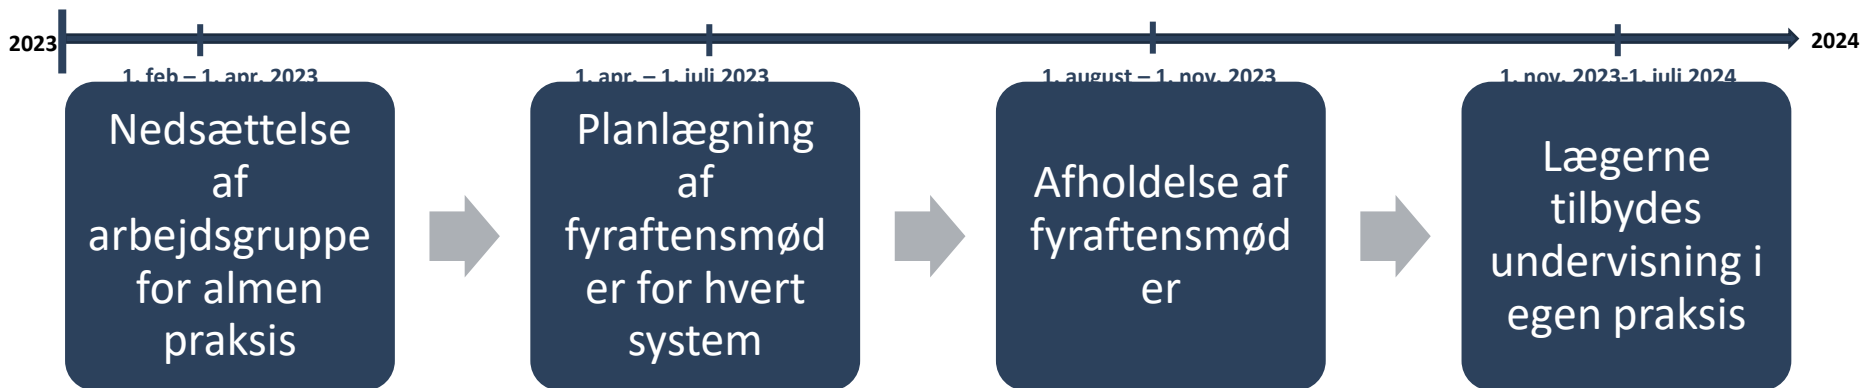 2023
2024
1. feb – 1. apr. 2023
1. apr. – 1. juli 2023
1. august – 1. nov. 2023
1. nov. 2023-1. juli 2024
Nedsættelse
af
arbejdsgruppe
for almen
praksis
Planlægning
af
fyraftensmød
er for hvert
system
Afholdelse af
fyraftensmød
er
Lægerne
tilbydes
undervisning i
egen praksis